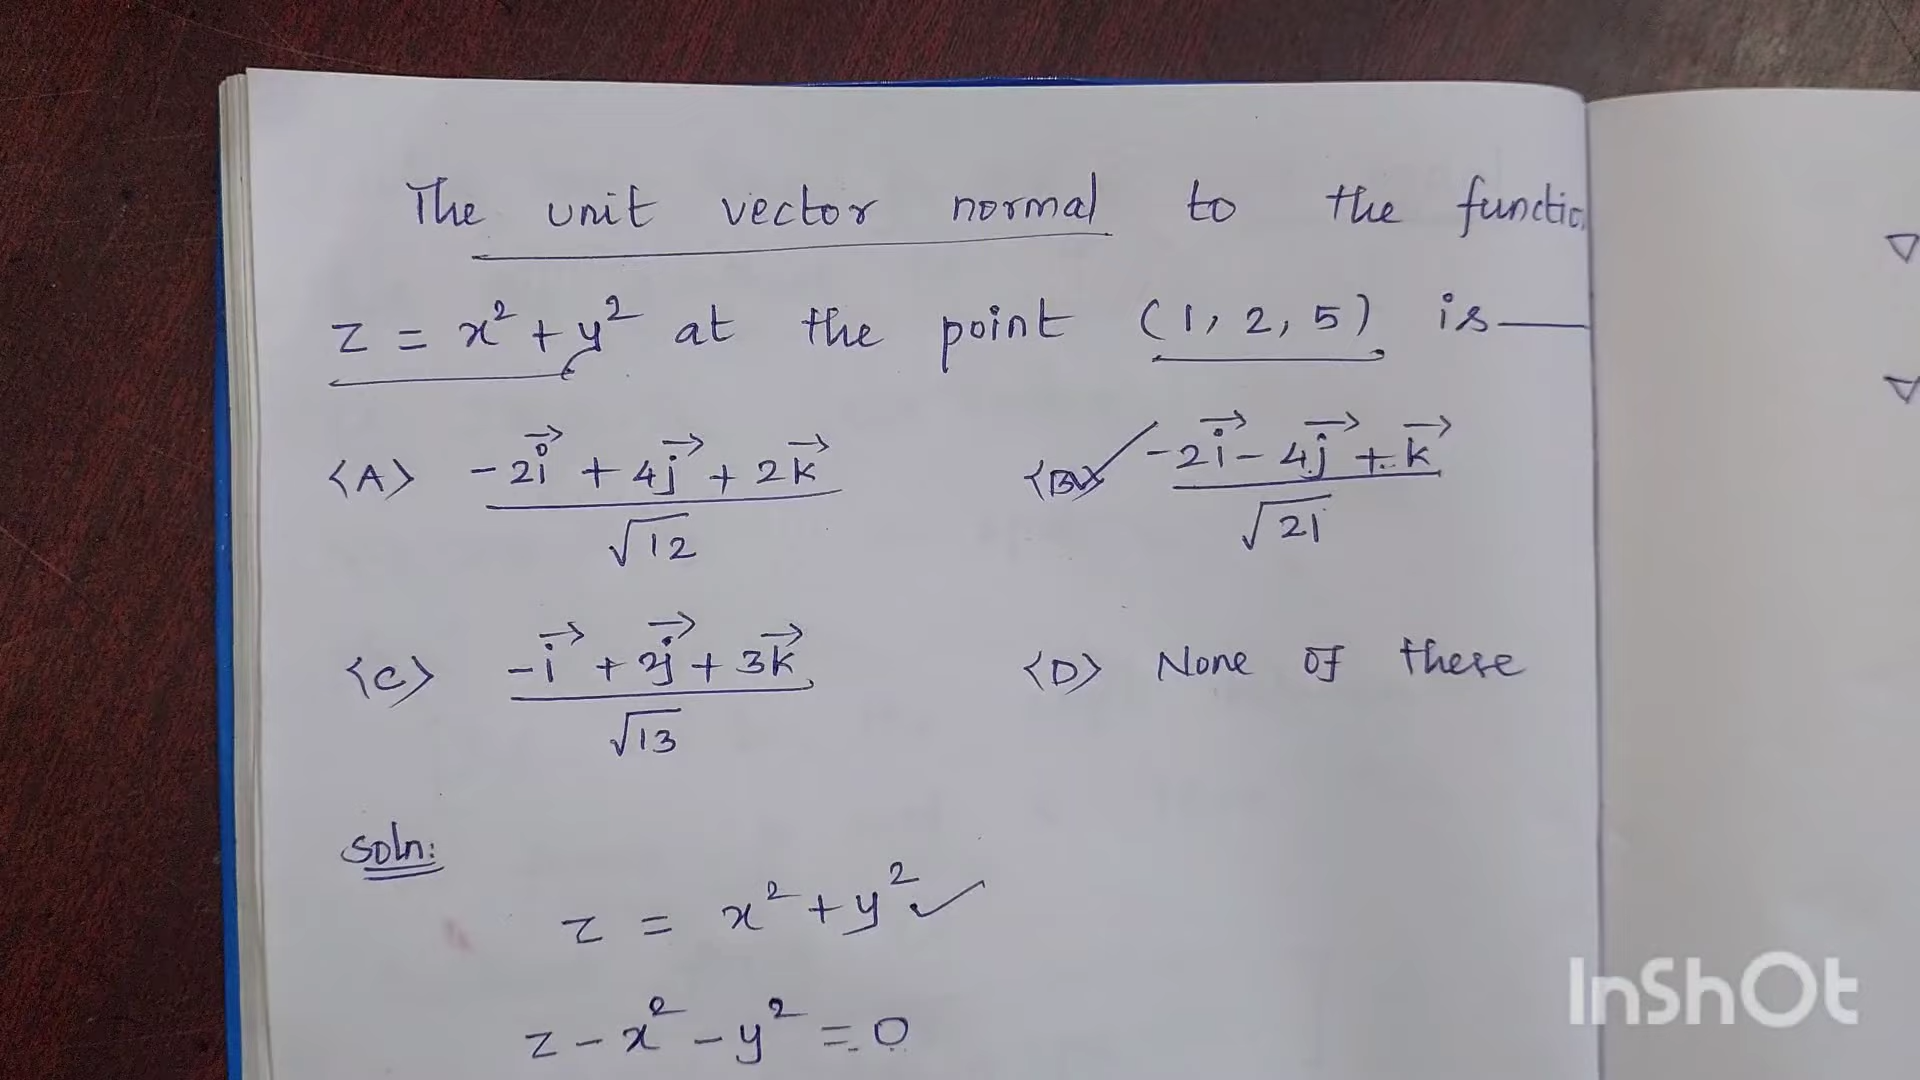 The unit vector normal to the functio
z = x² + y² at the point (1, 2, 5) is —
(A) (-2i⃗ + 4j⃗ + 2k⃗)/√12 (B) (-2i⃗ - 4j⃗ + k⃗)/√21
(C) (-i⃗ + 2j⃗ + 3k⃗)/√13 (D) None of these
Soln:
z = x² + y² ✓
z - x² - y² = 0
∇
∇
InShOt